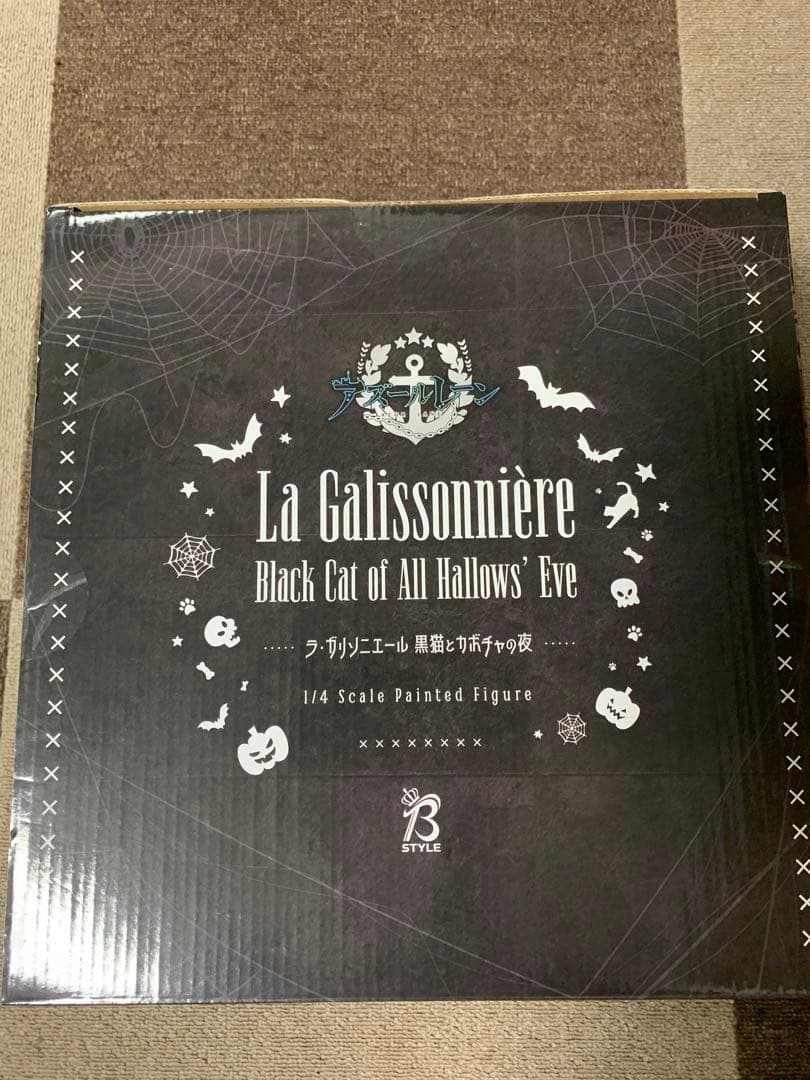 アズールレーン
La Galissonnière
Black Cat of All Hallows' Eve
ラ・ガリソニエール 黒猫とカボチャの夜
1/4 Scale Painted Figure
B
STYLE